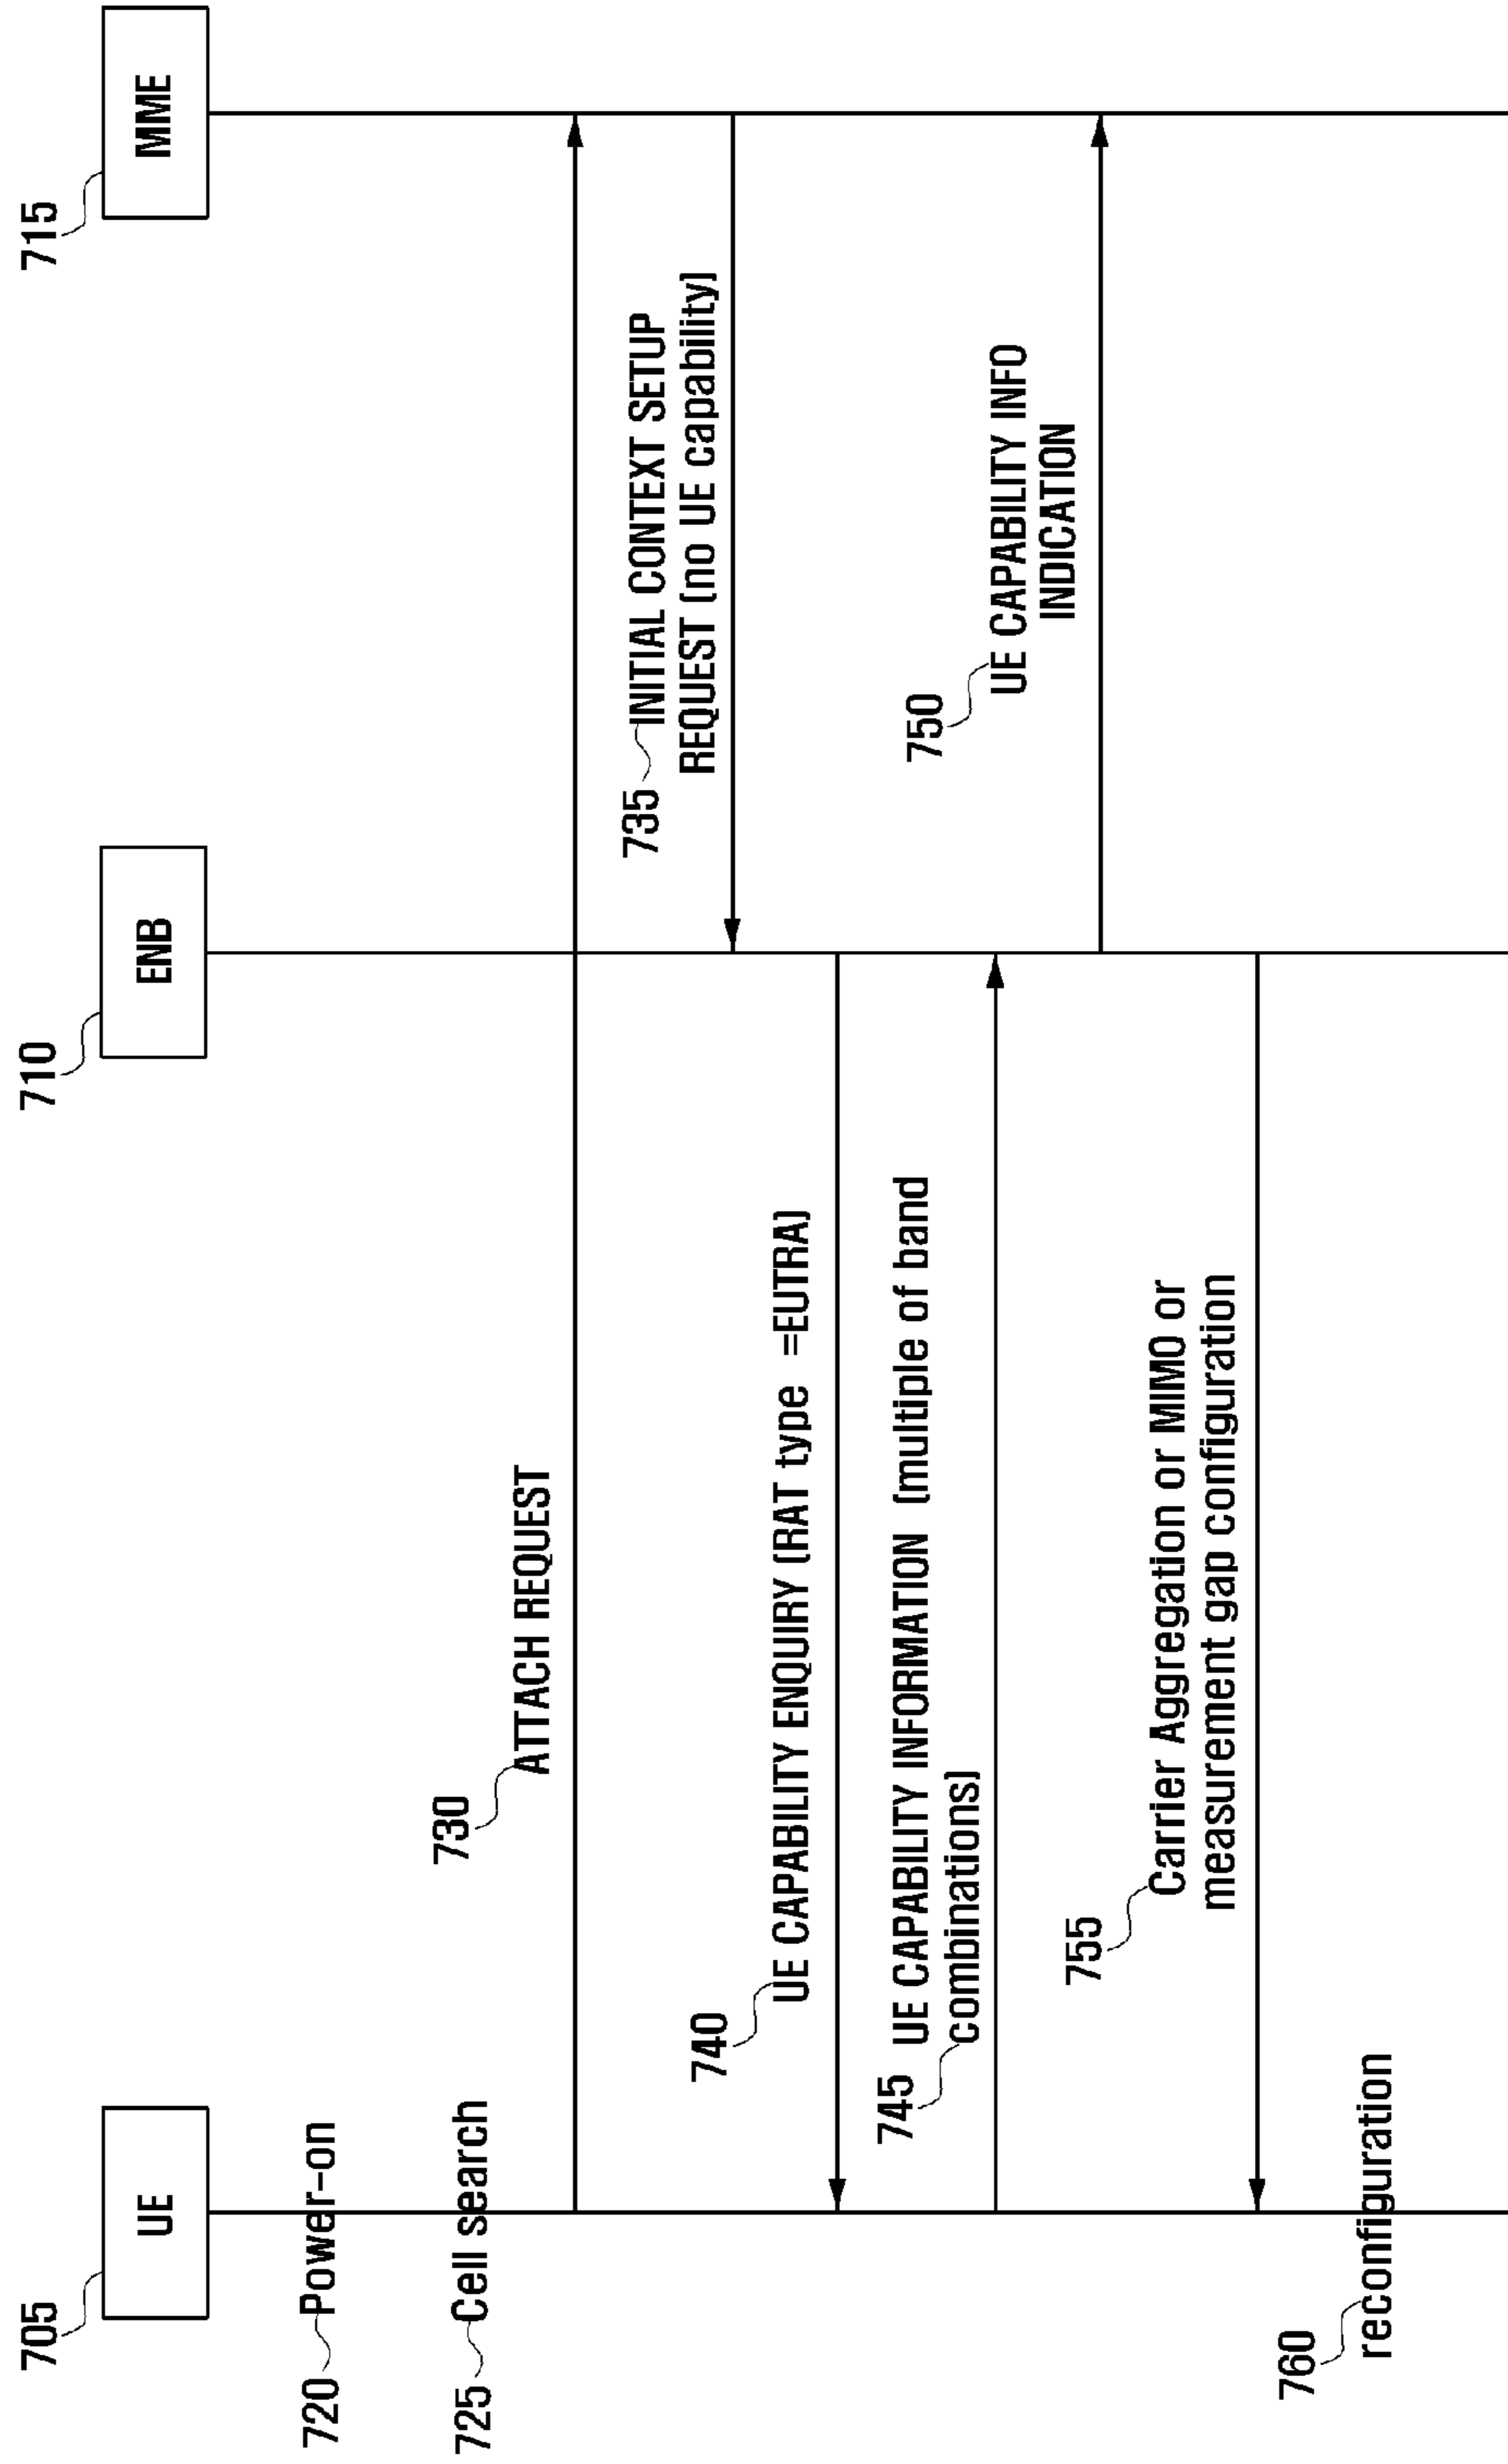 705
UE
710
ENB
715
MME
720
Power-on
725
Cell search
730
ATTACH REQUEST
735
INITIAL CONTEXT SETUP
REQUEST (no UE capability)
740
UE CAPABILITY ENQUIRY (RAT type =EUTRA)
745
UE CAPABILITY INFORMATION (multiple of band
combinations)
750
UE CAPABILITY INFO
INDICATION
755
Carrier Aggregation or MIMO or
measurement gap configuration
760
reconfiguration